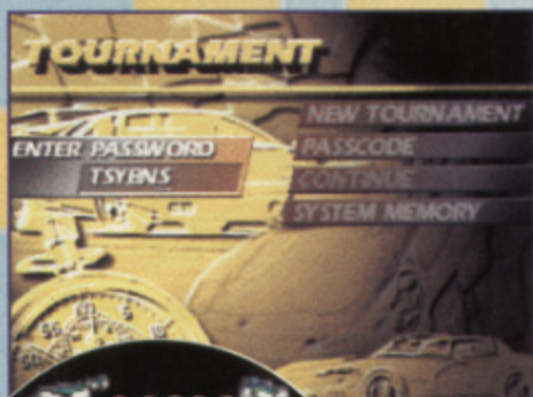 TOURNAMENT
NEW TOURNAMENT
ENTER PASSWORD
PASSCODE
TSYBNS
CONTINUE
SYSTEM MEMORY